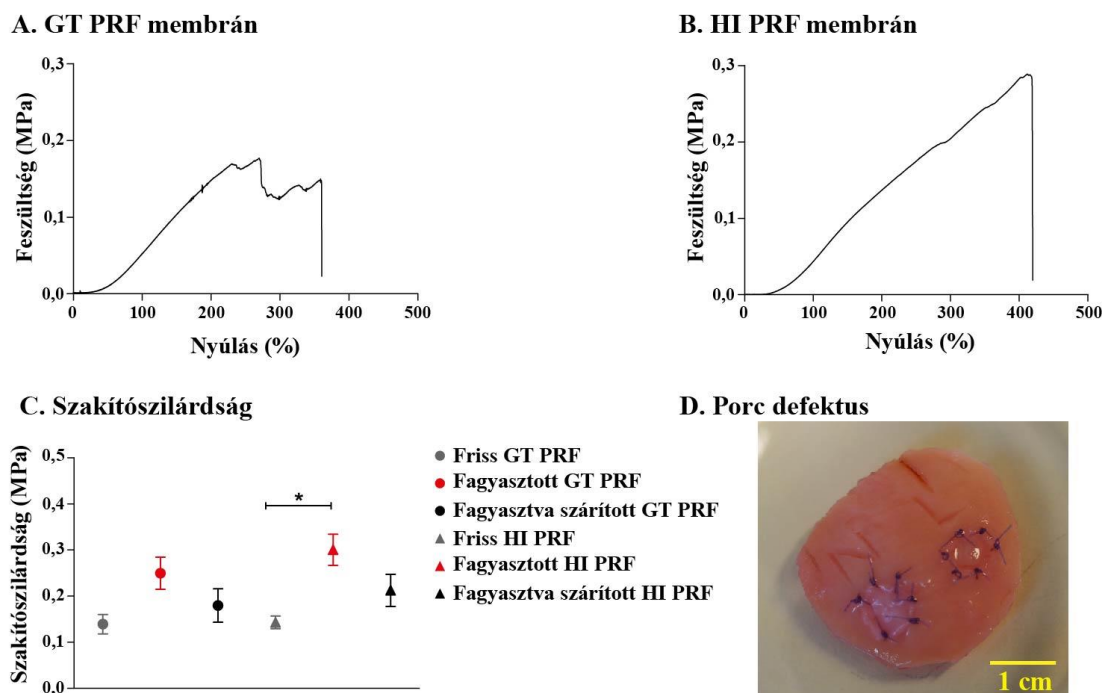 A. GT PRF membrán
Feszültség (MPa)
0,3
0,2
0,1
0,0
0 100 200 300 400 500
Nyúlás (%)
B. HI PRF membrán
Feszültség (MPa)
0,3
0,2
0,1
0,0
0 100 200 300 400 500
Nyúlás (%)
C. Szakítószilárdság
Szakítószilárdság (MPa)
0,5
0,4
0,3
0,2
0,1
0,0
*
Friss GT PRF
Fagyasztott GT PRF
Fagyasztva szárított GT PRF
Friss HI PRF
Fagyasztott HI PRF
Fagyasztva szárított HI PRF
D. Porc defektus
1 cm